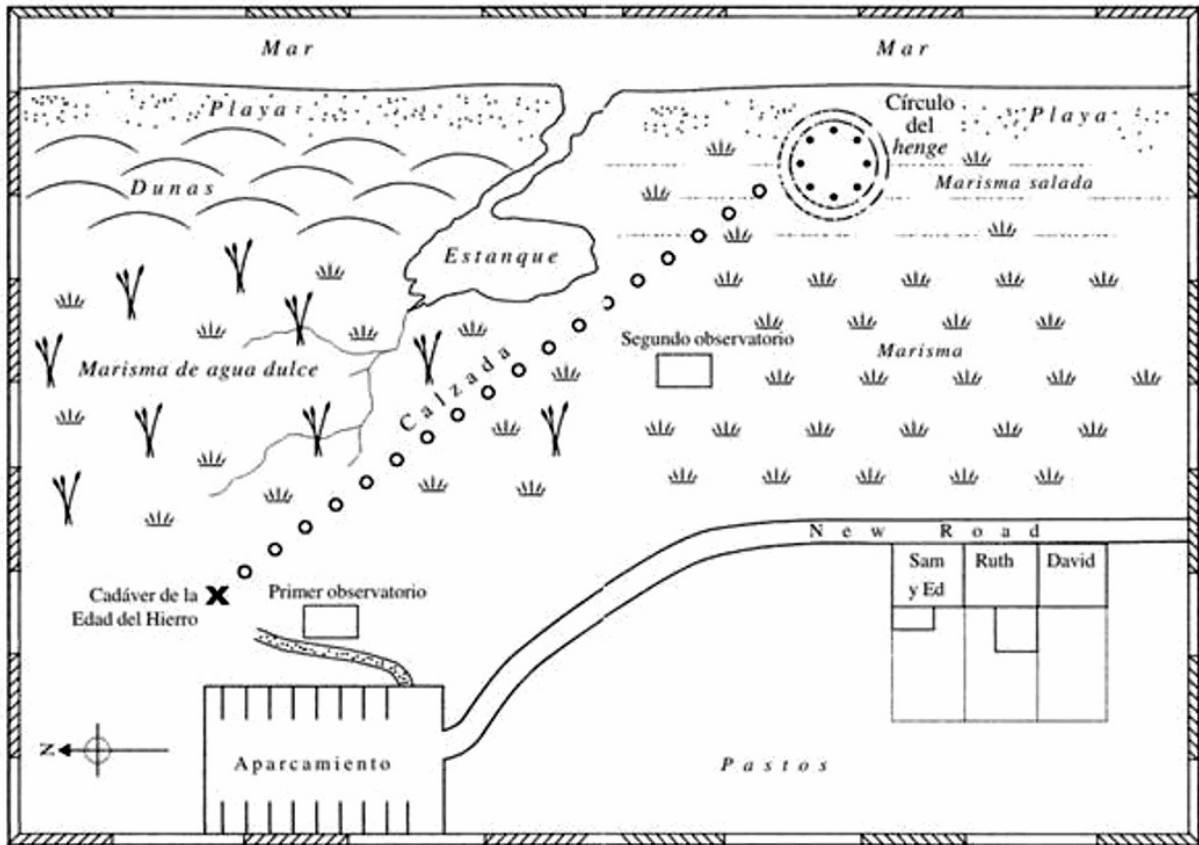 Mar
Mar
Playa
Círculo
del
henge
Playa
Dunas
Marisma salada
Estanque
Segundo observatorio
Marisma
Marisma de agua dulce
Calzada
New Road
Sam
y Ed
Ruth
David
Cadáver de la
Edad del Hierro
Primer observatorio
N
Aparcamiento
Pastos